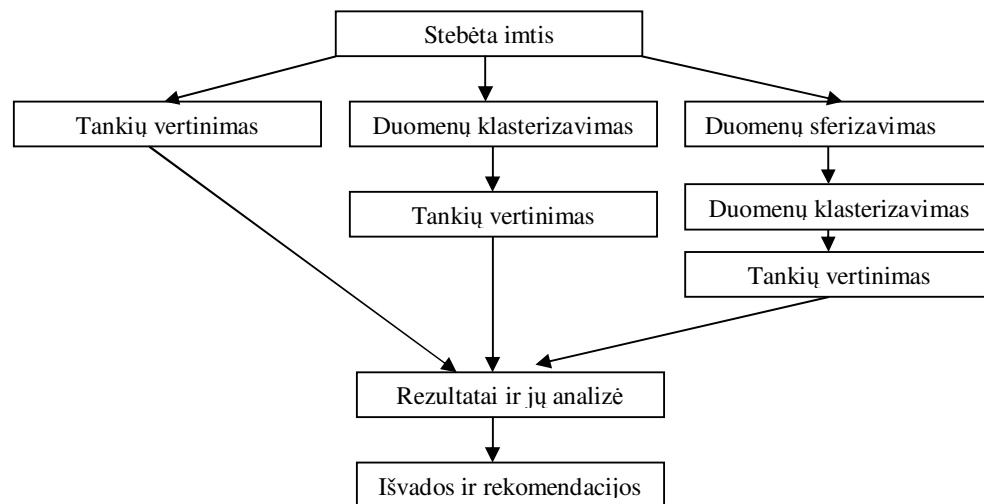 Stebėta imtis
Tankių vertinimas
Duomenų klasterizavimas
Duomenų sferizavimas
Tankių vertinimas
Duomenų klasterizavimas
Tankių vertinimas
Rezultatai ir jų analizė
Išvados ir rekomendacijos